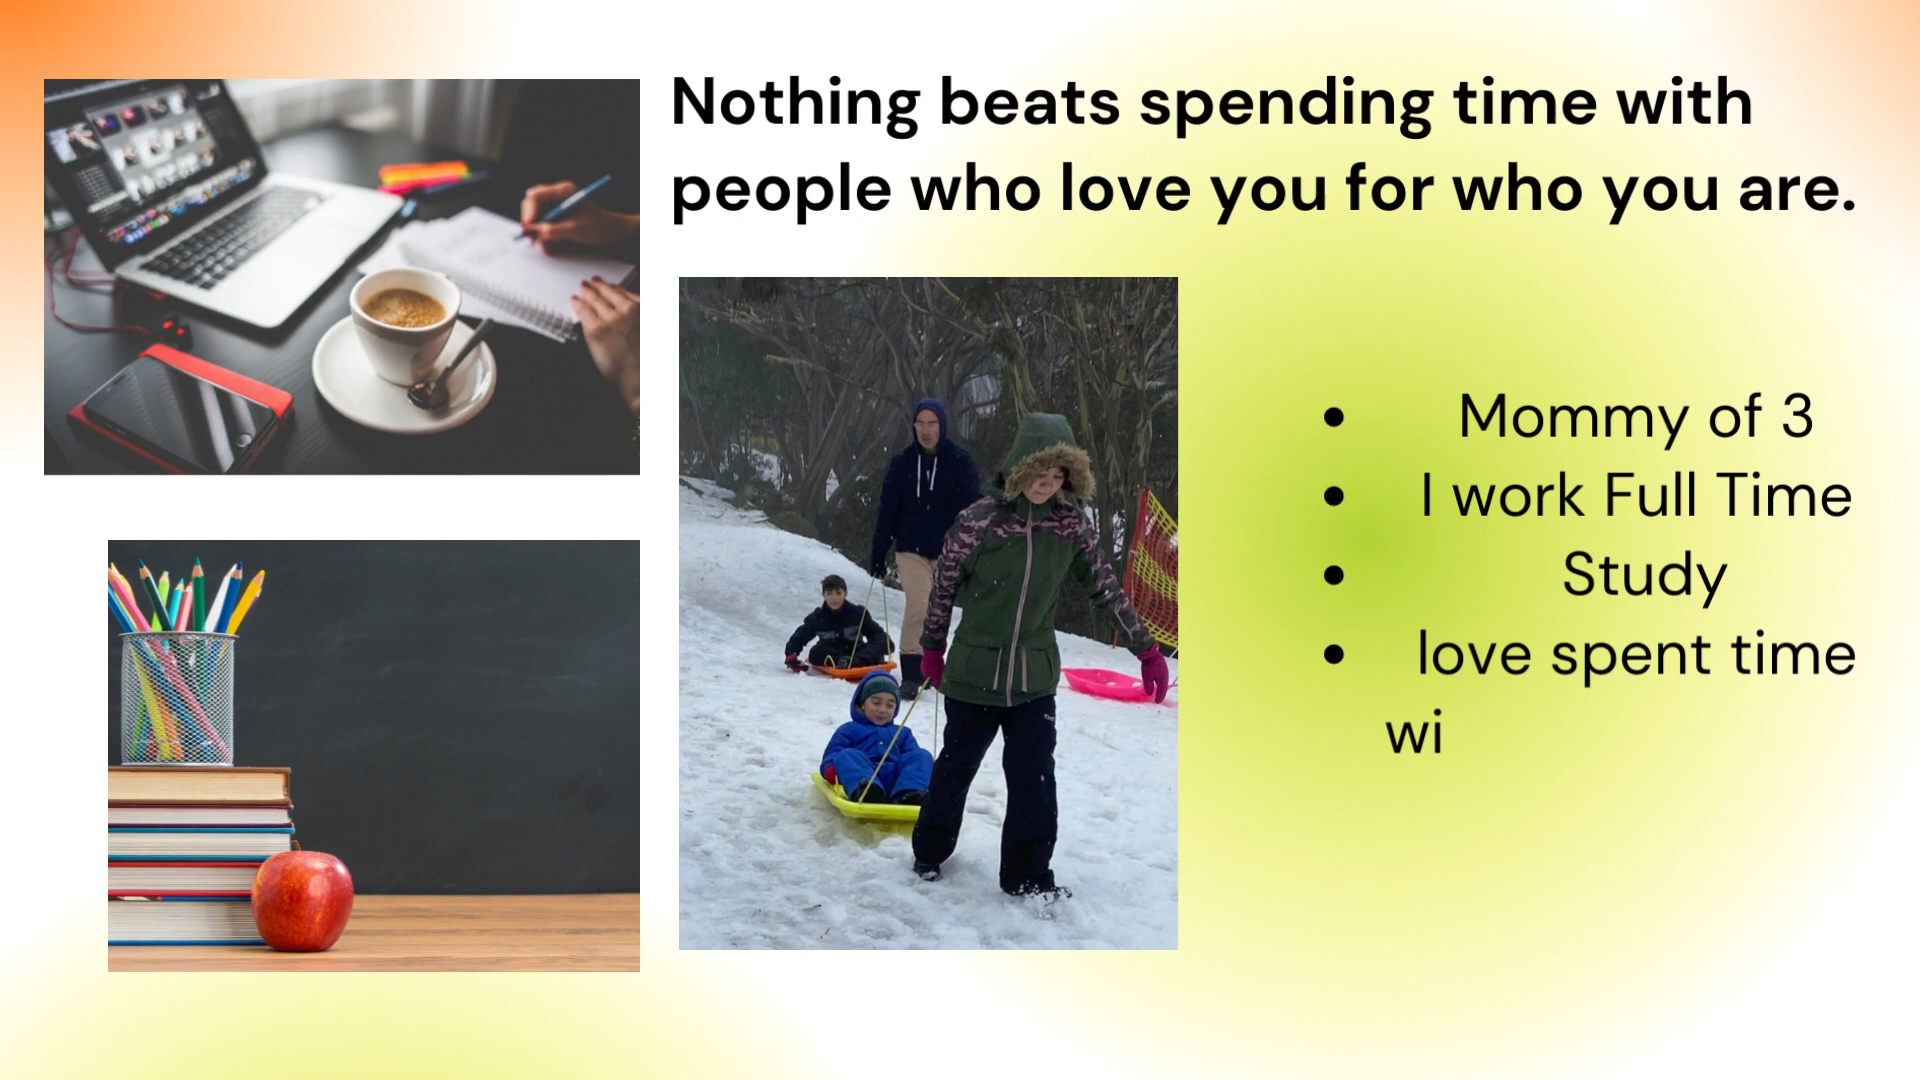 Nothing beats spending time with
people who love you for who you are.
• Mommy of 3
• I work Full Time
• Study
• love spent time
wi